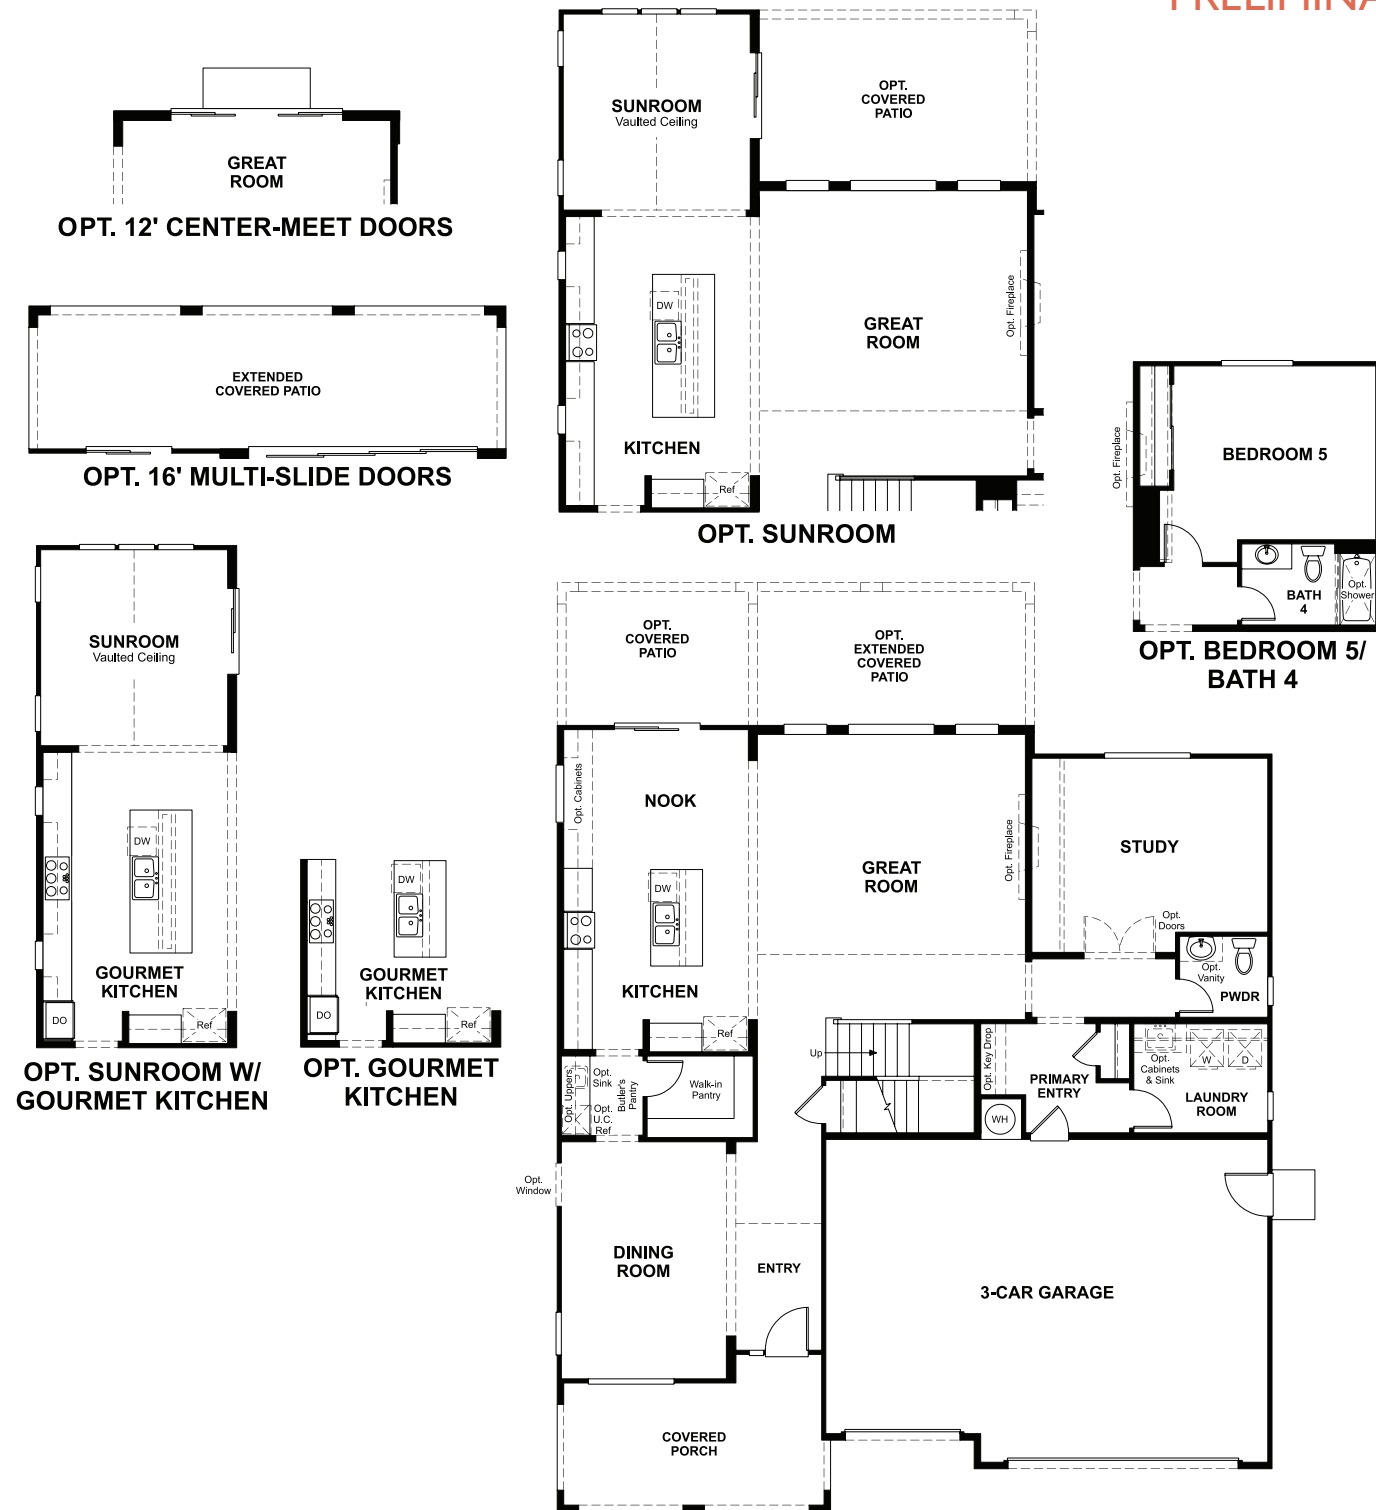 GREAT
ROOM
OPT. 12' CENTER-MEET DOORS
EXTENDED
COVERED PATIO
OPT. 16' MULTI-SLIDE DOORS
SUNROOM
Vaulted Ceiling
OPT.
COVERED
PATIO
DW
GREAT
ROOM
Opt. Fireplace
KITCHEN
Ref
OPT. SUNROOM
Opt. Fireplace
BEDROOM 5
BATH
4
Opt.
Shower
OPT. BEDROOM 5/
BATH 4
SUNROOM
Vaulted Ceiling
DW
GOURMET
KITCHEN
DO
Ref
OPT. SUNROOM W/
GOURMET KITCHEN
DW
GOURMET
KITCHEN
DO
Ref
OPT. GOURMET
KITCHEN
OPT.
COVERED
PATIO
OPT.
EXTENDED
COVERED
PATIO
Opt. Cabinets
NOOK
DW
GREAT
ROOM
Opt. Fireplace
STUDY
Opt.
Doors
Opt.
Vanity
PWDR
KITCHEN
Ref
Opt. Uppers
Opt.
Sink
Opt.
U.C.
Ref
Butler's
Pantry
Walk-in
Pantry
Up
Opt. Key Drop
PRIMARY
ENTRY
WH
Opt.
Cabinets
& Sink
W
D
LAUNDRY
ROOM
Opt.
Window
DINING
ROOM
ENTRY
3-CAR GARAGE
COVERED
PORCH